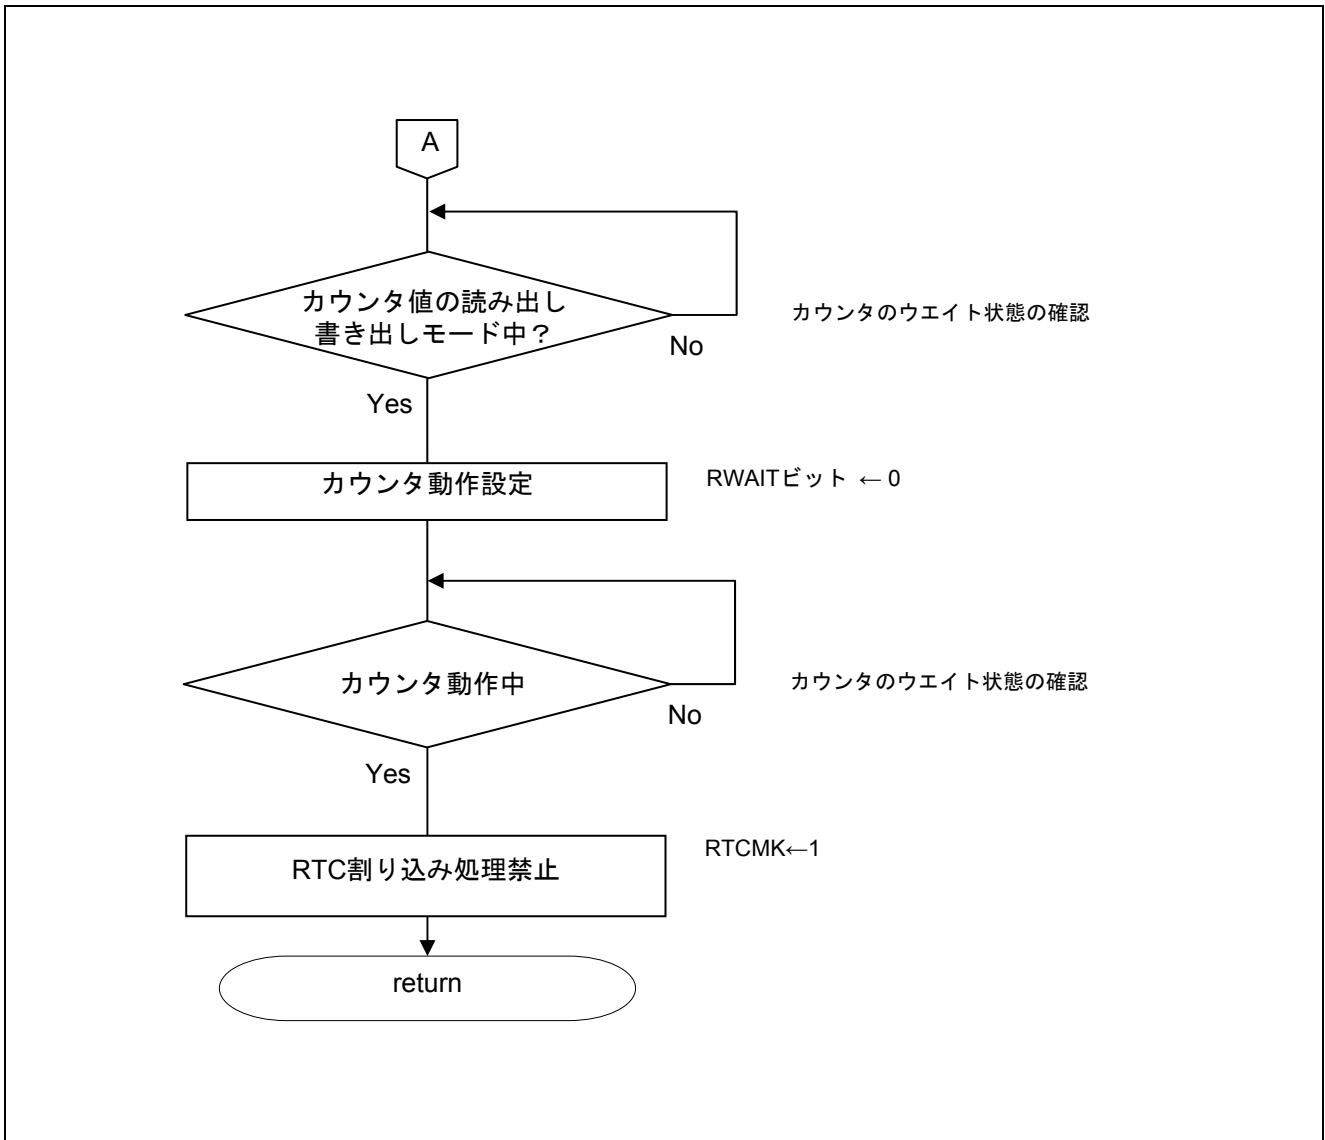 A
カウンタ値の読み出し
書き出しモード中？
カウンタのウエイト状態の確認
No
Yes
カウンタ動作設定
RWAITビット ← 0
カウンタ動作中
カウンタのウエイト状態の確認
No
Yes
RTC割り込み処理禁止
RTCMK←1
return